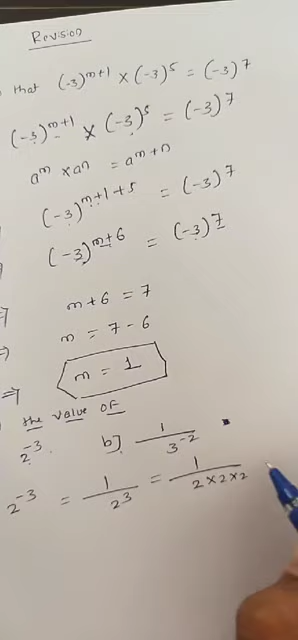 Revision
that (-3)^{m+1} × (-3)^5 = (-3)^7
(-3)^{m+1} × (-3)^5 = (-3)^7
a^m × a^n = a^{m+n}
(-3)^{m+1+5} = (-3)^7
(-3)^{m+6} = (-3)^7
m+6 = 7
⇒ m = 7-6
⇒ m = 1
the value of
2^{-3}. b] 1/3^{-2}
2^{-3} = 1/2^3 = 1/2×2×2